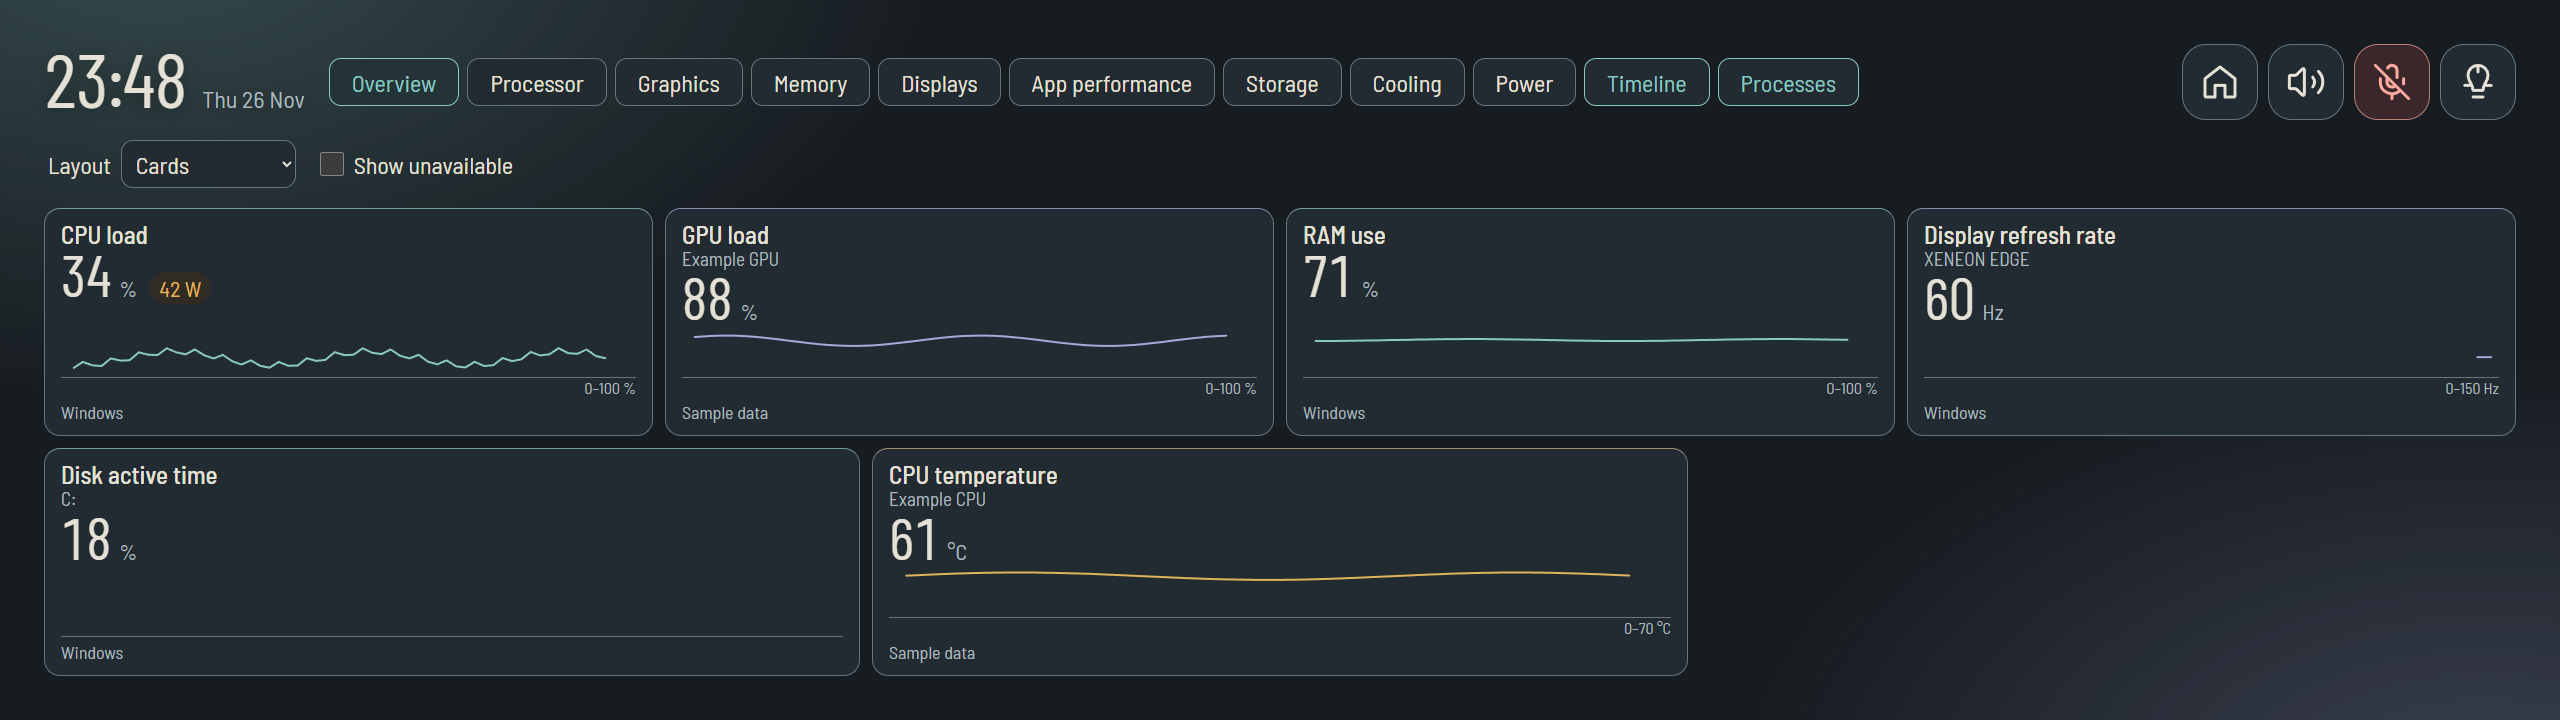 23:48 Thu 26 Nov
Overview Processor Graphics Memory Displays App performance Storage Cooling Power Timeline Processes
Layout Cards Show unavailable
CPU load
34 % 42 W
0–100 %
Windows
GPU load
Example GPU
88 %
0–100 %
Sample data
RAM use
71 %
0–100 %
Windows
Display refresh rate
XENEON EDGE
60 Hz
0–150 Hz
Windows
Disk active time
C:
18 %
Windows
CPU temperature
Example CPU
61 °C
0–70 °C
Sample data